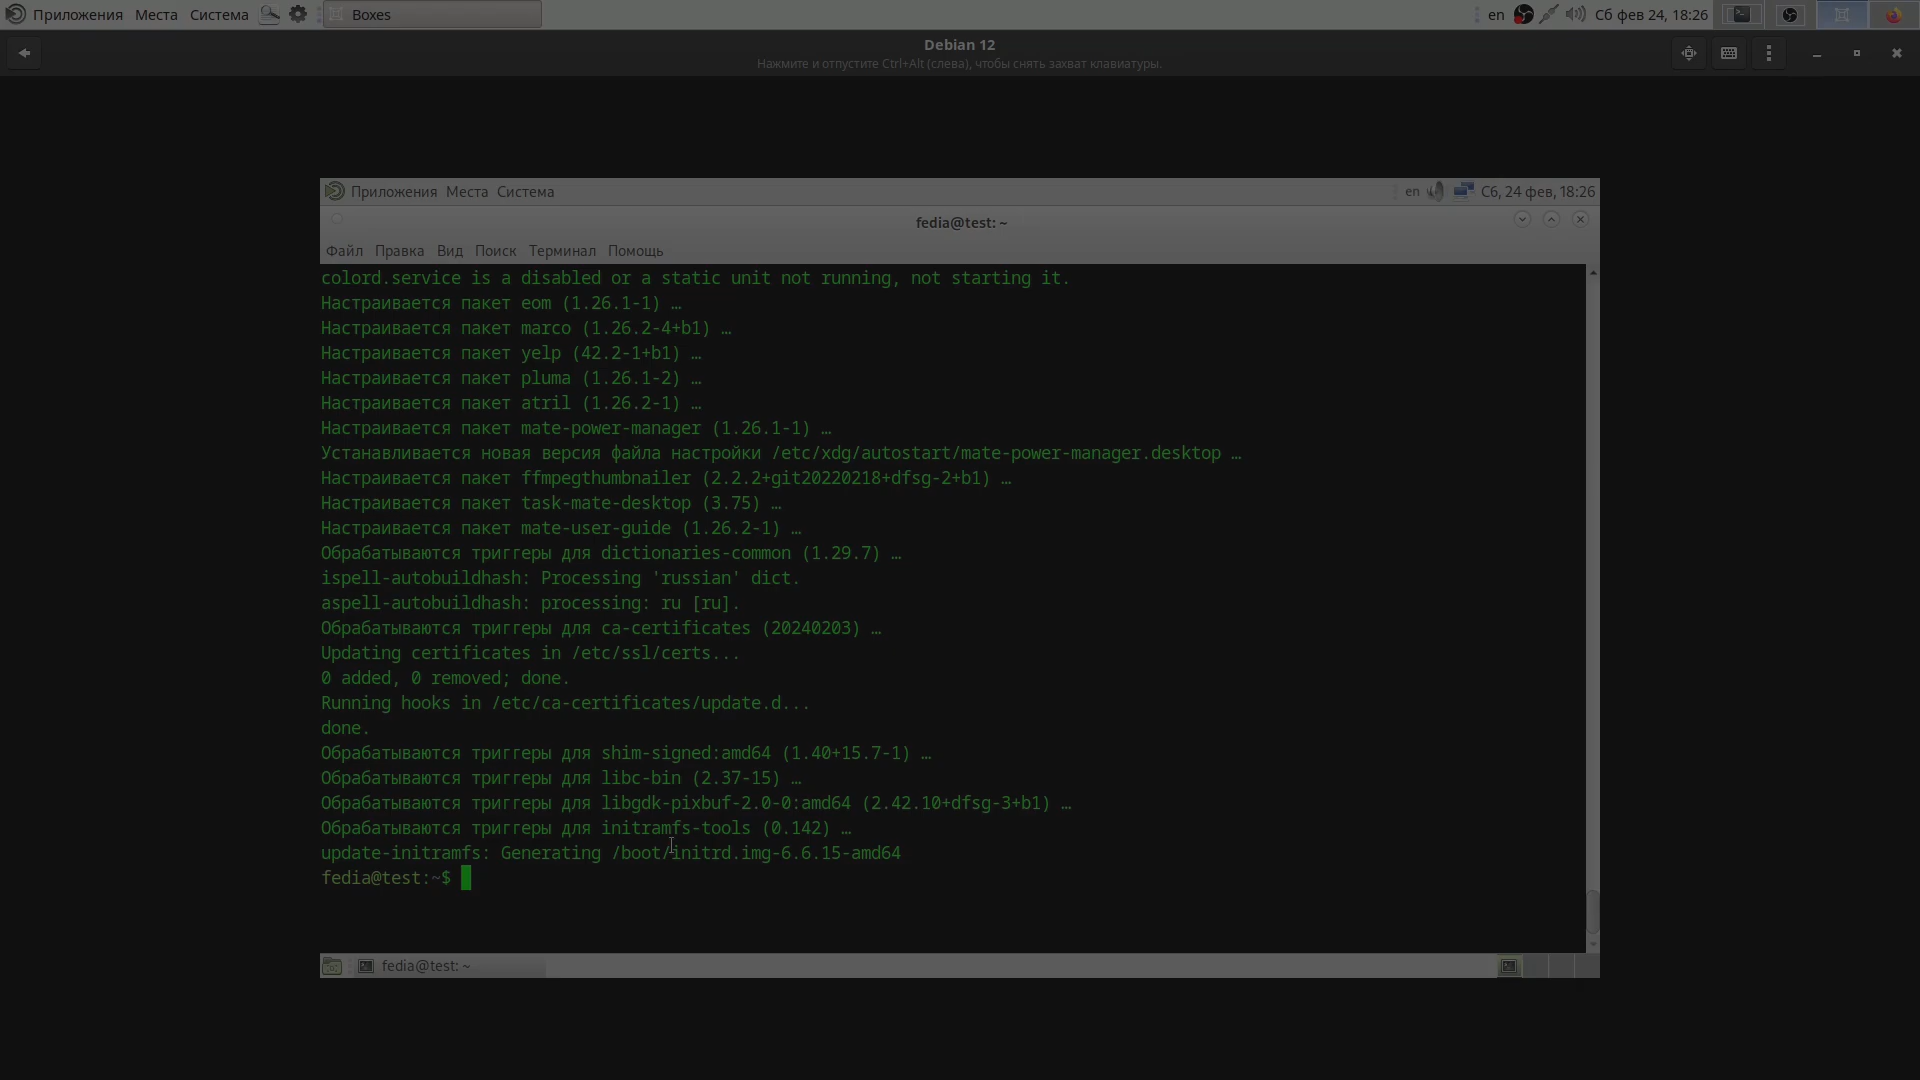 Приложения Места Система Boxes en Сб фев 24, 18:26
Debian 12
Нажмите и отпустите Ctrl+Alt (слева), чтобы снять захват клавиатуры.
Приложения Места Система en Сб, 24 фев, 18:26
fedia@test: ~
Файл Правка Вид Поиск Терминал Помощь
colord.service is a disabled or a static unit not running, not starting it.
Настраивается пакет eom (1.26.1-1) …
Настраивается пакет marco (1.26.2-4+b1) …
Настраивается пакет yelp (42.2-1+b1) …
Настраивается пакет pluma (1.26.1-2) …
Настраивается пакет atril (1.26.2-1) …
Настраивается пакет mate-power-manager (1.26.1-1) …
Устанавливается новая версия файла настройки /etc/xdg/autostart/mate-power-manager.desktop …
Настраивается пакет ffmpegthumbnailer (2.2.2+git20220218+dfsg-2+b1) …
Настраивается пакет task-mate-desktop (3.75) …
Настраивается пакет mate-user-guide (1.26.2-1) …
Обрабатываются триггеры для dictionaries-common (1.29.7) …
ispell-autobuildhash: Processing 'russian' dict.
aspell-autobuildhash: processing: ru [ru].
Обрабатываются триггеры для ca-certificates (20240203) …
Updating certificates in /etc/ssl/certs...
0 added, 0 removed; done.
Running hooks in /etc/ca-certificates/update.d...
done.
Обрабатываются триггеры для shim-signed:amd64 (1.40+15.7-1) …
Обрабатываются триггеры для libc-bin (2.37-15) …
Обрабатываются триггеры для libgdk-pixbuf-2.0-0:amd64 (2.42.10+dfsg-3+b1) …
Обрабатываются триггеры для initramfs-tools (0.142) …
update-initramfs: Generating /boot/initrd.img-6.6.15-amd64
fedia@test:~$
fedia@test: ~